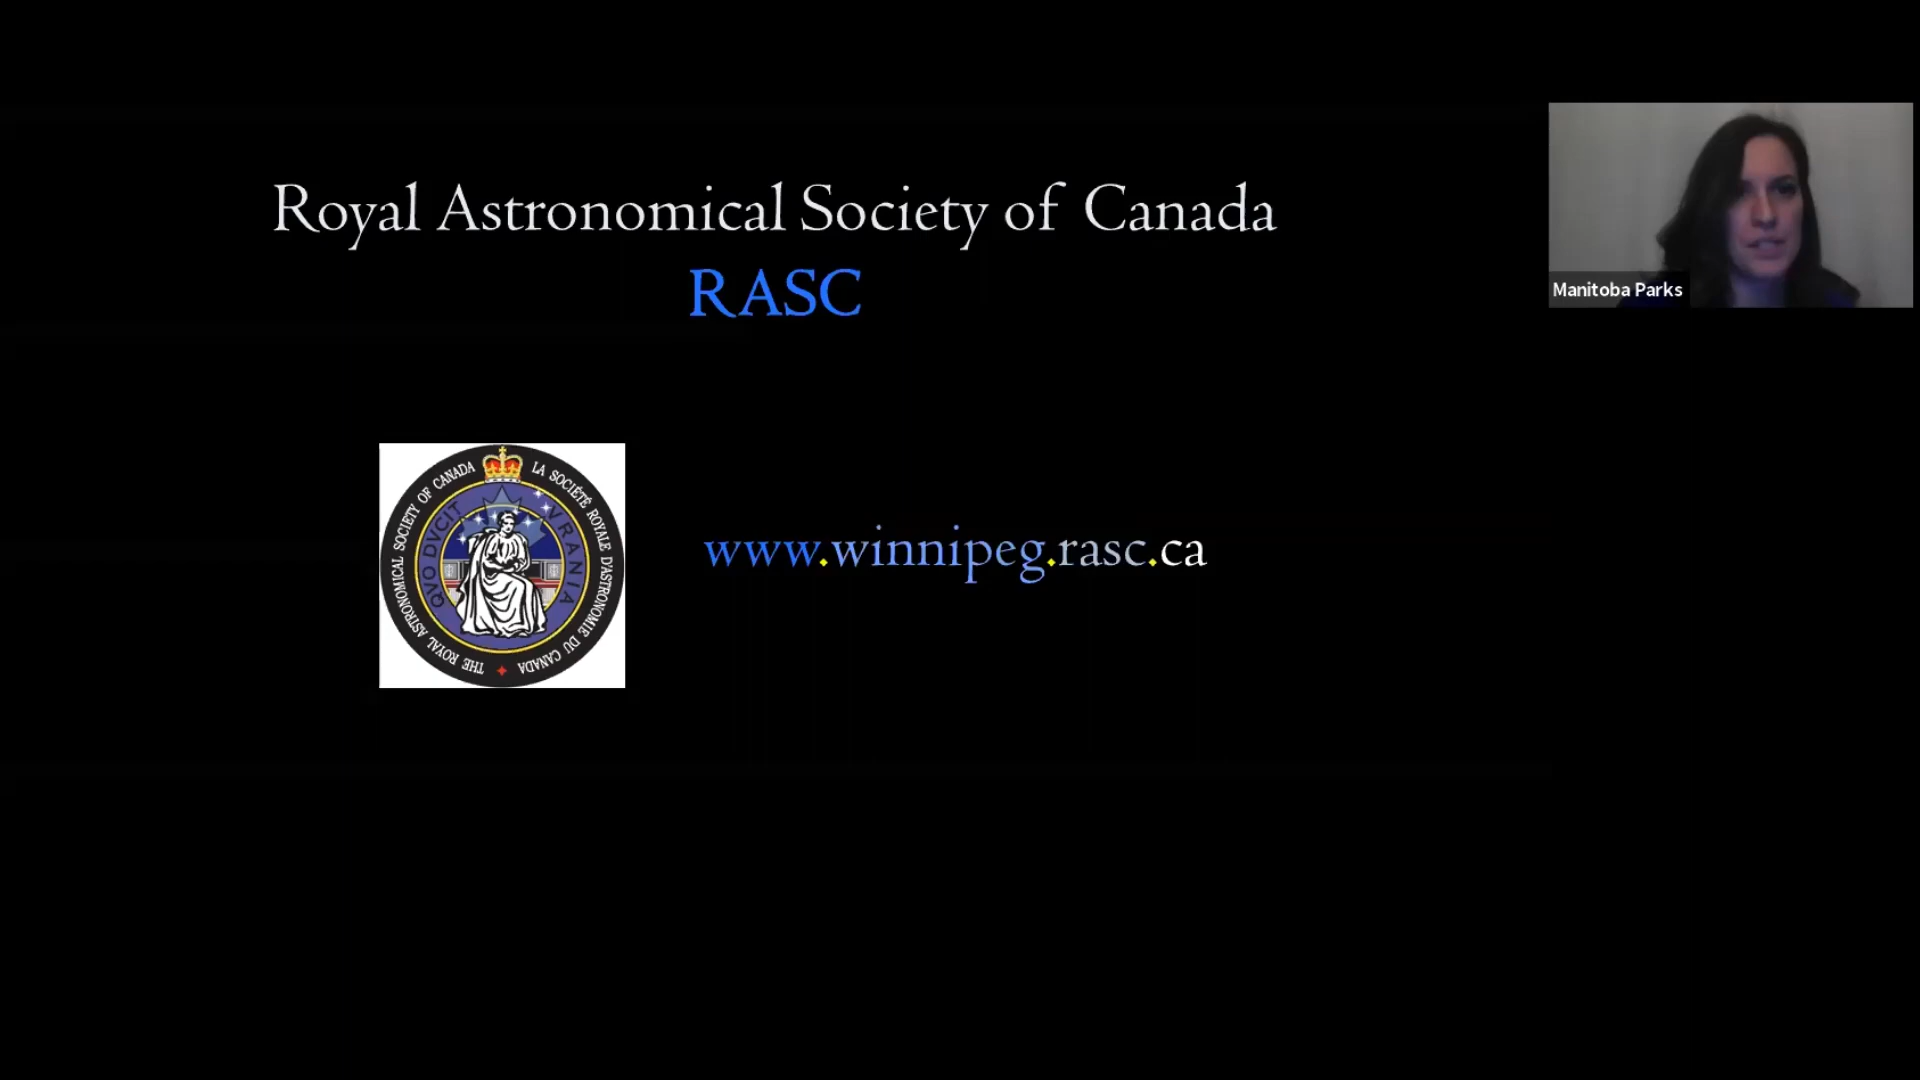 Royal Astronomical Society of Canada
RASC
Manitoba Parks
THE ROYAL ASTRONOMICAL SOCIETY OF CANADA
LA SOCIÉTÉ ROYALE D'ASTRONOMIE DU CANADA
QVO DVCIT VRANIA
www.winnipeg.rasc.ca